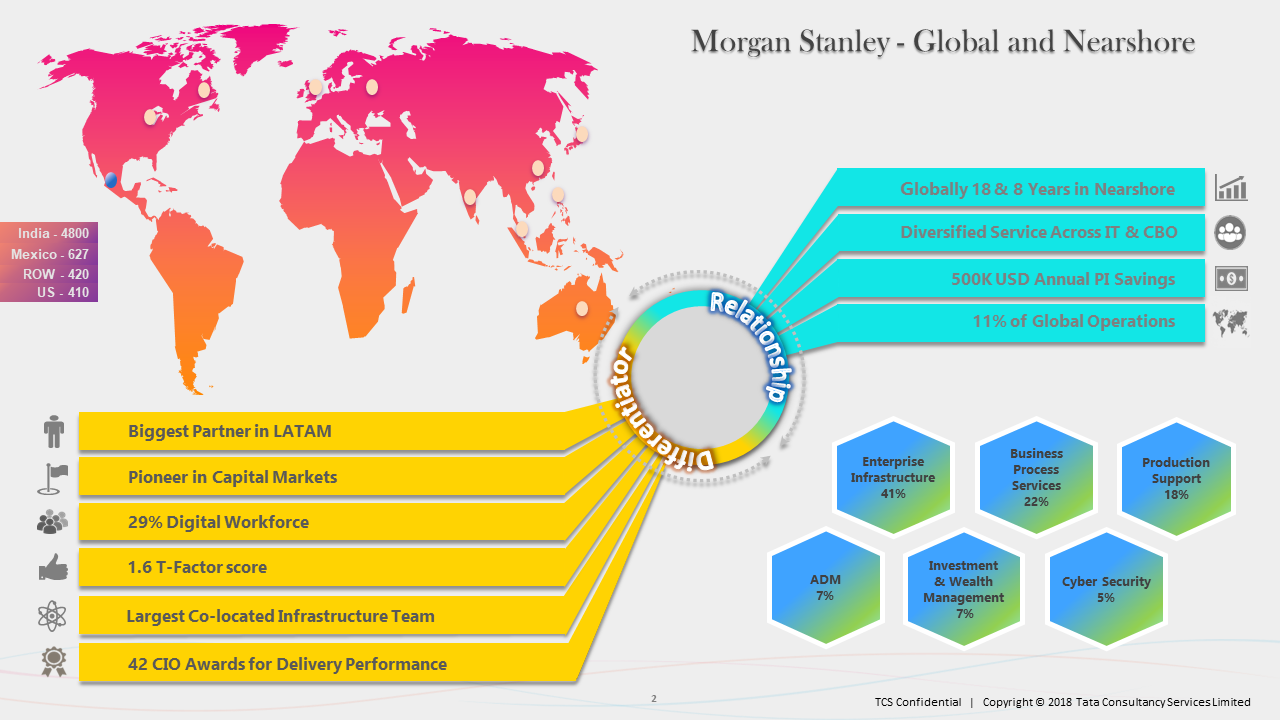 Morgan Stanley - Global and Nearshore
India - 4800
Mexico - 627
ROW - 420
US - 410
Globally 18 & 8 Years in Nearshore
Diversified Service Across IT & CBO
500K USD Annual PI Savings
11% of Global Operations
Relationship
Differentiator
Biggest Partner in LATAM
Pioneer in Capital Markets
29% Digital Workforce
1.6 T-Factor score
Largest Co-located Infrastructure Team
42 CIO Awards for Delivery Performance
Enterprise
Infrastructure
41%
Business
Process
Services
22%
Production
Support
18%
ADM
7%
Investment
& Wealth
Management
7%
Cyber Security
5%
2
TCS Confidential | Copyright © 2018 Tata Consultancy Services Limited